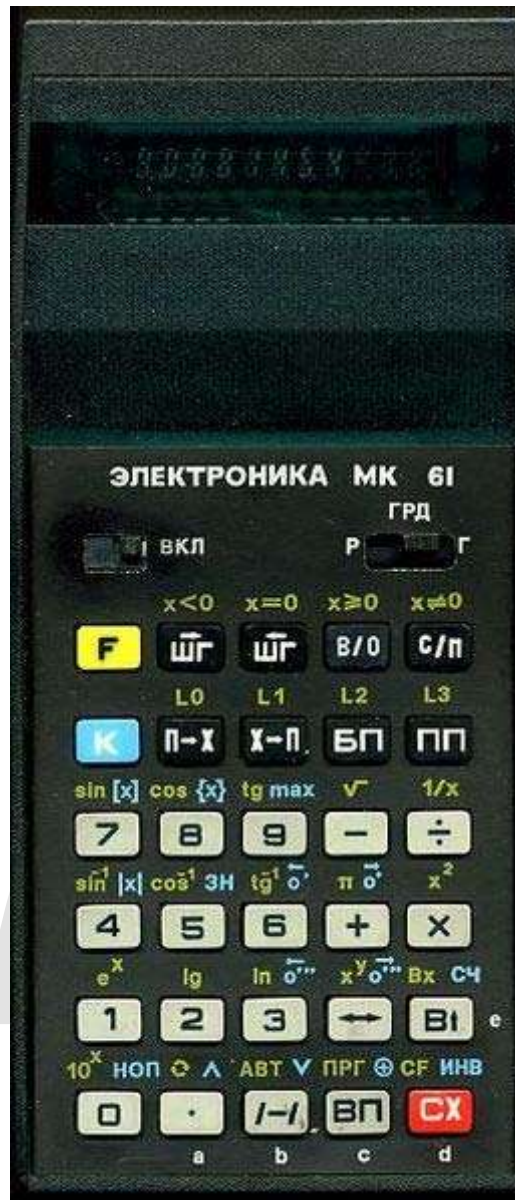 ЭЛЕКТРОНИКА МК 61
ГРД
ВКЛ Р Г
x<0 x=0 x≥0 x≠0
F ШГ ШГ В/О С/П
L0 L1 L2 L3
К П→X X→П БП ПП
sin [x] cos {x} tg max √ 1/x
7 8 9 − ÷
sin⁻¹ |x| cos⁻¹ ЗН tg⁻¹ o' π o' x²
4 5 6 + ×
eˣ lg ln o''' xʸ o''' Вx СЧ
1 2 3 ↔ В↑ e
10ˣ НОП ⟳ ∧ АВТ ∨ ПРГ ⊕ CF ИНВ
0 · /−/ ВП СХ
a b c d